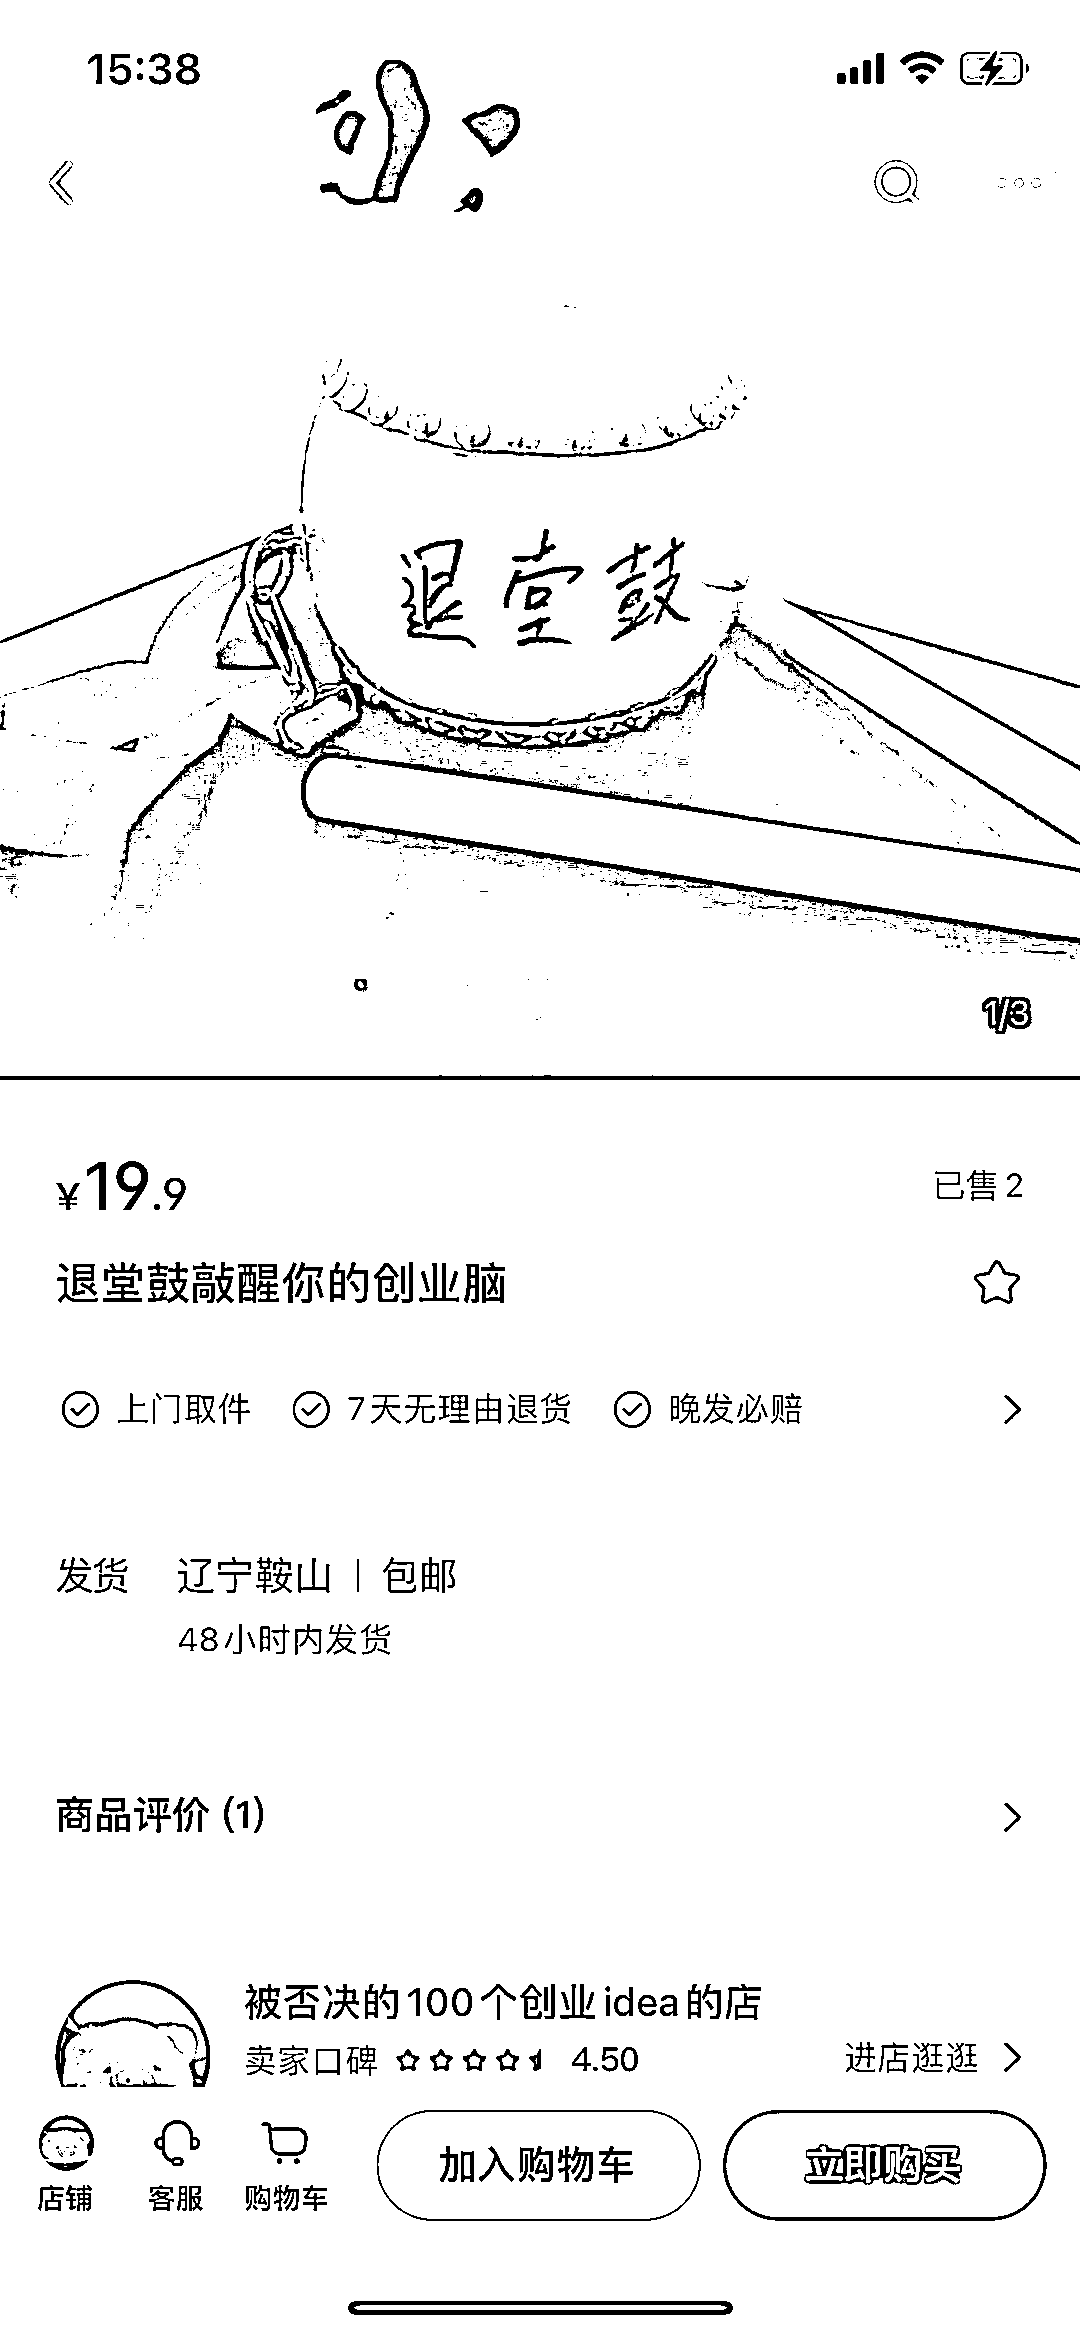 15:38
退堂鼓
1/3
¥19.9
已售2
退堂鼓敲醒你的创业脑
上门取件 7天无理由退货 晚发必赔
发货 辽宁鞍山 | 包邮
48小时内发货
商品评价 (1)
被否决的100个创业idea的店
卖家口碑 4.50 进店逛逛
店铺 客服 购物车 加入购物车 立即购买